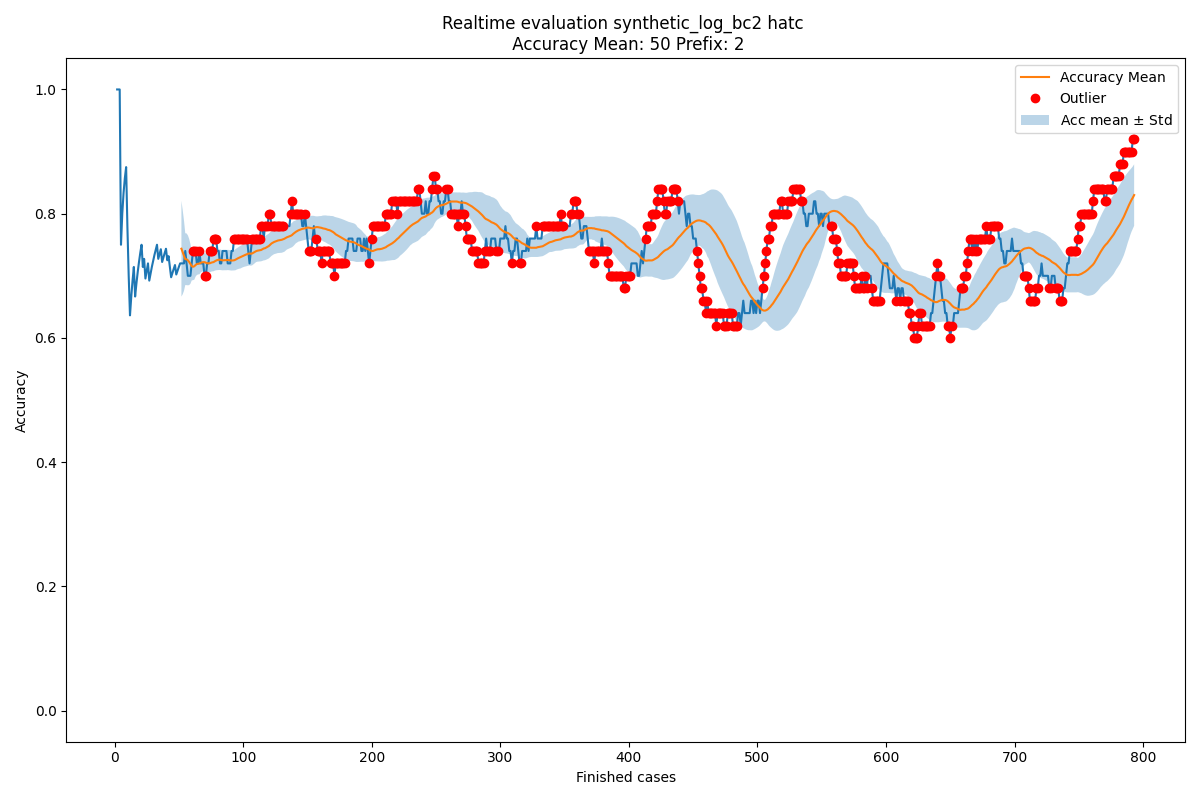 Realtime evaluation synthetic_log_bc2 hatc
Accuracy Mean: 50 Prefix: 2
Accuracy Mean
Outlier
Acc mean ± Std
1.0
0.8
0.6
0.4
0.2
0.0
Accuracy
0 100 200 300 400 500 600 700 800
Finished cases